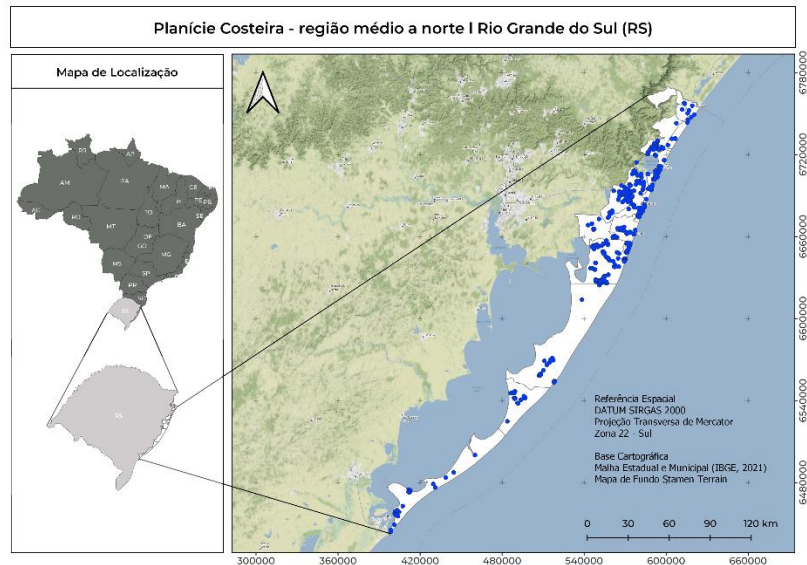 Planície Costeira - região médio a norte I Rio Grande do Sul (RS)
Mapa de Localização
RR
AP
AM
PA
MA
CE
PI
PE
PB
SE
AC
RO
TO
MT
BA
DF
GO
MG
MS
SP
PR
SC
RS
RS
6780000
6720000
6660000
6600000
6540000
6480000
Referência Espacial
DATUM SIRGAS 2000
Projeção Transversa de Mercator
Zona 22 - Sul
Base Cartográfica
Malha Estadual e Municipal (IBGE, 2021)
Mapa de Fundo Stamen Terrain
0 30 60 90 120 km
300000 360000 420000 480000 540000 600000 660000